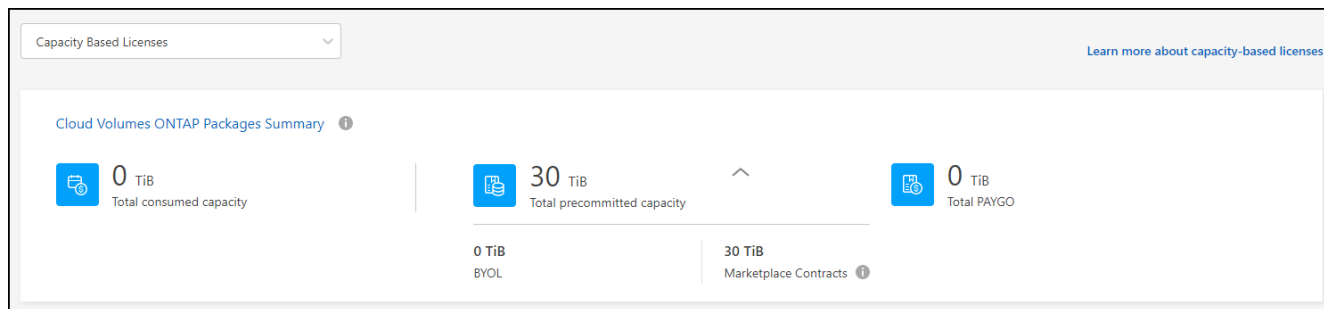 Capacity Based Licenses
Learn more about capacity-based licenses
Cloud Volumes ONTAP Packages Summary
0 TiB
Total consumed capacity
30 TiB
Total precommitted capacity
0 TiB
Total PAYGO
0 TiB
BYOL
30 TiB
Marketplace Contracts